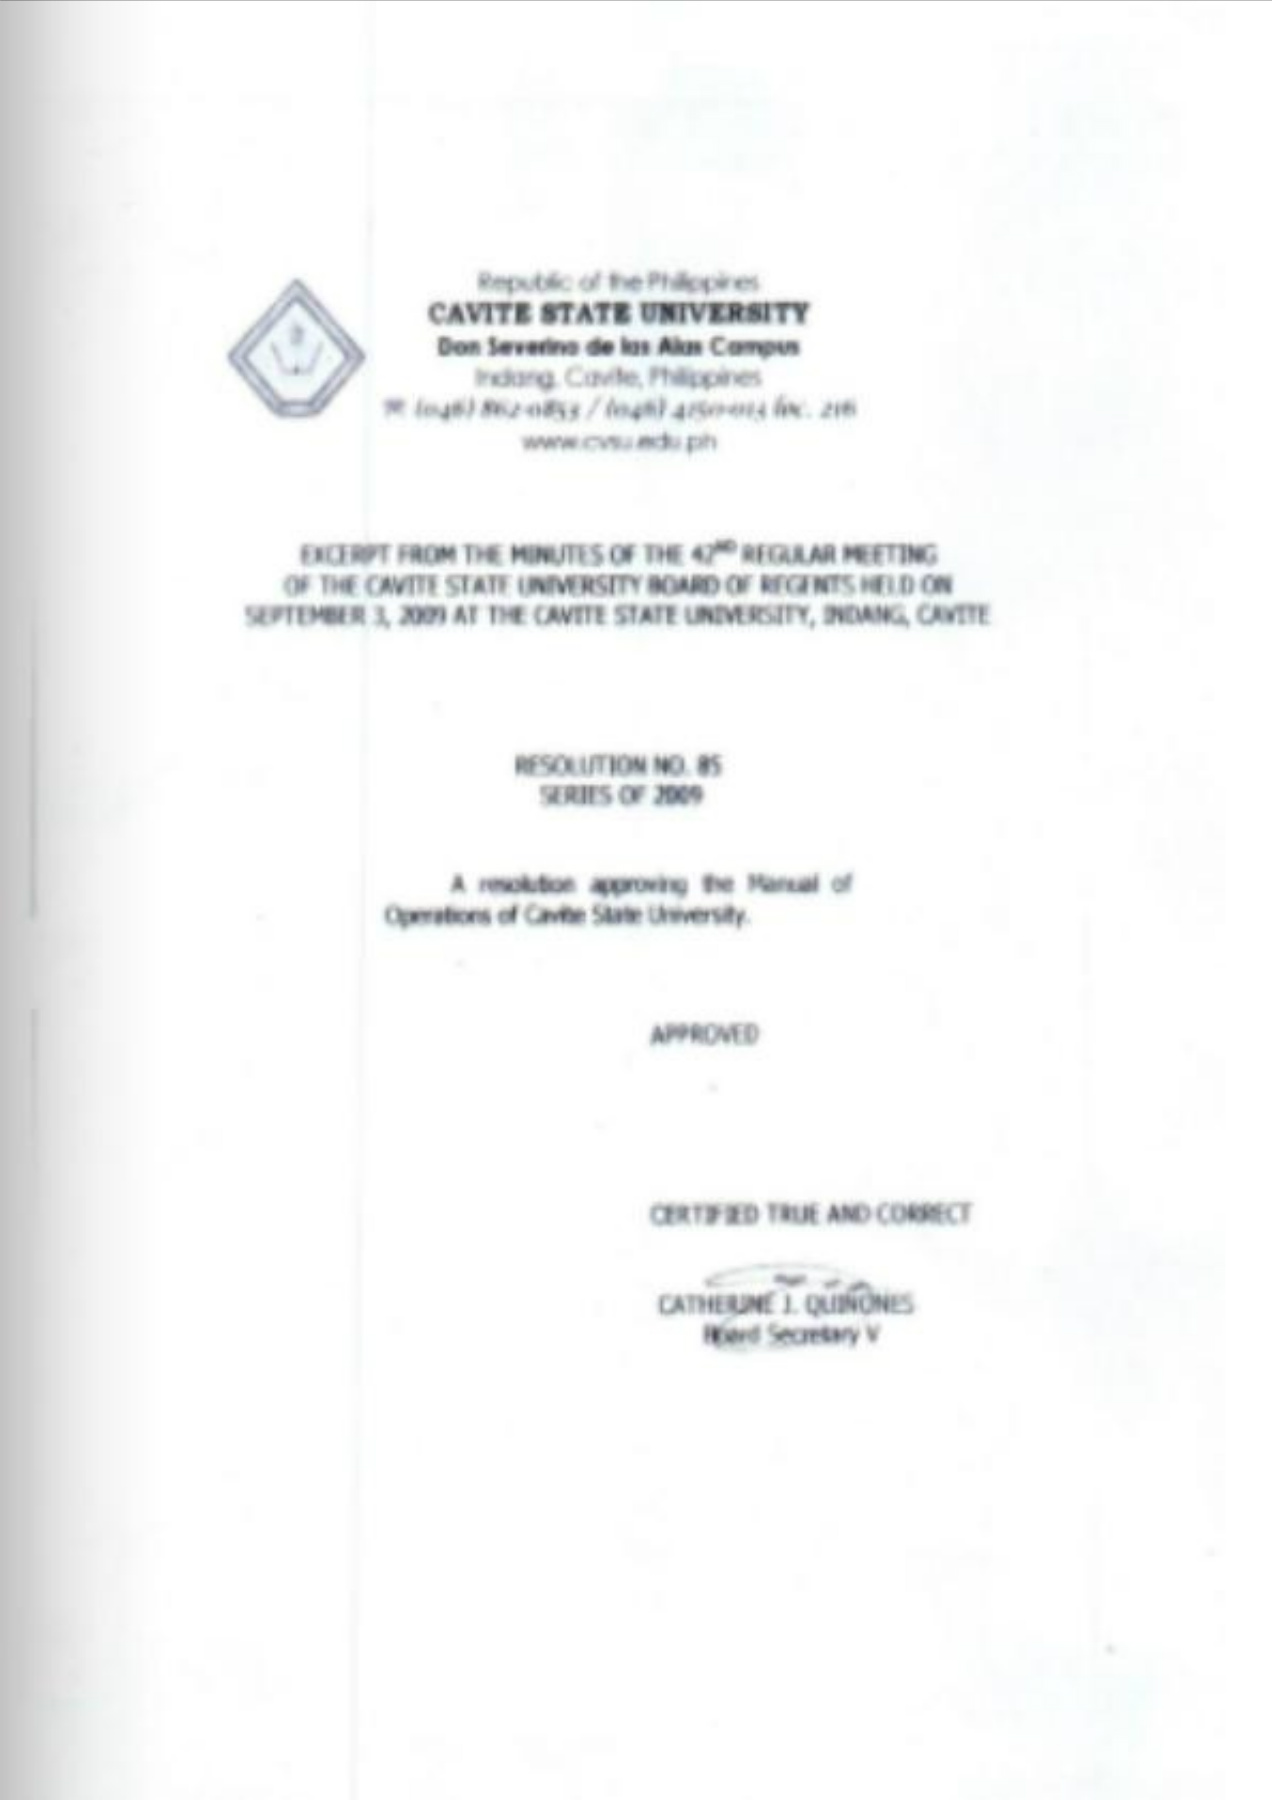 Republic of the Philippines
CAVITE STATE UNIVERSITY
Don Severino de las Alas Campus
Indang, Cavite, Philippines
☎ (046) 862-0853 / (046) 4150-013 loc. 216
www.cvsu.edu.ph
EXCERPT FROM THE MINUTES OF THE 42ND REGULAR MEETING
OF THE CAVITE STATE UNIVERSITY BOARD OF REGENTS HELD ON
SEPTEMBER 3, 2009 AT THE CAVITE STATE UNIVERSITY, INDANG, CAVITE
RESOLUTION NO. 85
SERIES OF 2009
A resolution approving the Manual of
Operations of Cavite State University.
APPROVED
CERTIFIED TRUE AND CORRECT
CATHERINE J. QUIÑONES
Board Secretary V